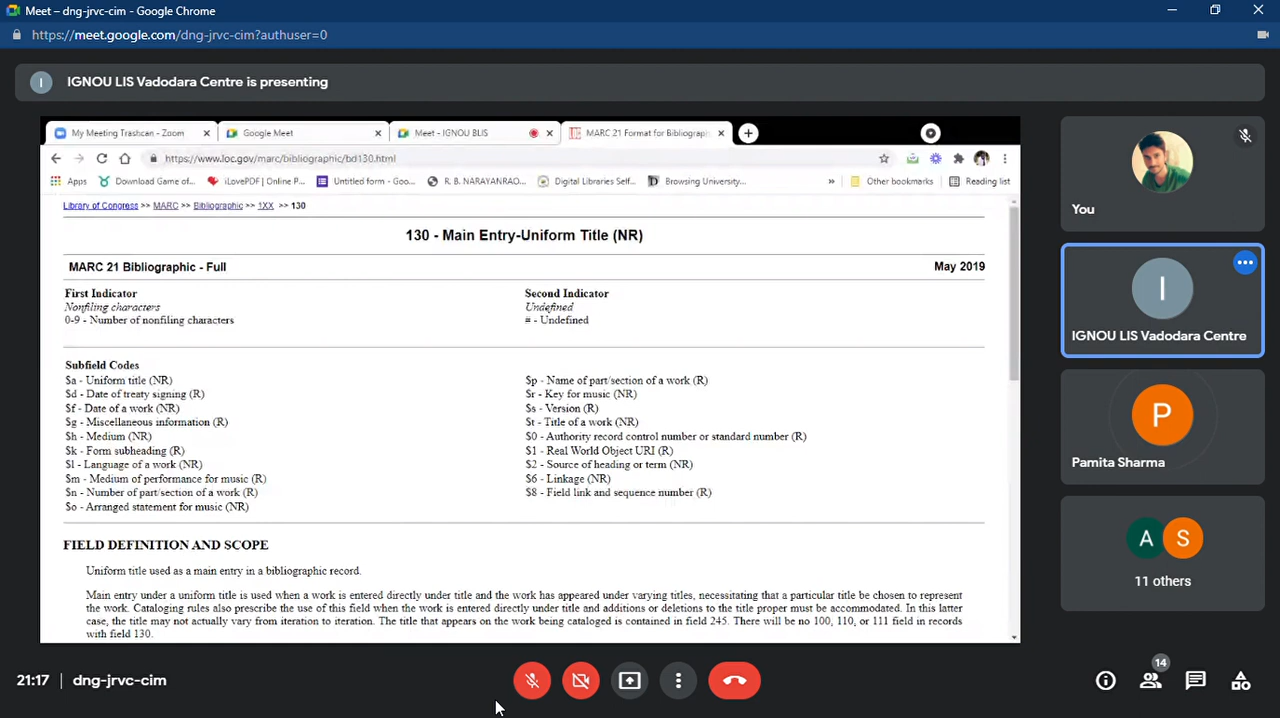 Meet – dng-jrvc-cim - Google Chrome
https://meet.google.com/dng-jrvc-cim?authuser=0
I IGNOU LIS Vadodara Centre is presenting
My Meeting Trashcan - Zoom Google Meet Meet - IGNOU BLIS MARC 21 Format for Bibliograph
https://www.loc.gov/marc/bibliographic/bd130.html
Apps Download Game of... iLovePDF | Online P... Untitled form - Goo... R. B. NARAYANRAO... Digital Libraries Self... Browsing University... » Other bookmarks Reading list
Library of Congress >> MARC >> Bibliographic >> 1XX >> 130
130 - Main Entry-Uniform Title (NR)
MARC 21 Bibliographic - Full May 2019
First Indicator
Nonfiling characters
0-9 - Number of nonfiling characters
Second Indicator
Undefined
# - Undefined
Subfield Codes
$a - Uniform title (NR)
$d - Date of treaty signing (R)
$f - Date of a work (NR)
$g - Miscellaneous information (R)
$h - Medium (NR)
$k - Form subheading (R)
$l - Language of a work (NR)
$m - Medium of performance for music (R)
$n - Number of part/section of a work (R)
$o - Arranged statement for music (NR)
$p - Name of part/section of a work (R)
$r - Key for music (NR)
$s - Version (R)
$t - Title of a work (NR)
$0 - Authority record control number or standard number (R)
$1 - Real World Object URI (R)
$2 - Source of heading or term (NR)
$6 - Linkage (NR)
$8 - Field link and sequence number (R)
FIELD DEFINITION AND SCOPE
Uniform title used as a main entry in a bibliographic record.
Main entry under a uniform title is used when a work is entered directly under title and the work has appeared under varying titles, necessitating that a particular title be chosen to represent
the work. Cataloging rules also prescribe the use of this field when the work is entered directly under title and additions or deletions to the title proper must be accommodated. In this latter
case, the title may not actually vary from iteration to iteration. The title that appears on the work being cataloged is contained in field 245. There will be no 100, 110, or 111 field in records
with field 130.
You
I
IGNOU LIS Vadodara Centre
P
Pamita Sharma
A S
11 others
21:17 | dng-jrvc-cim
14